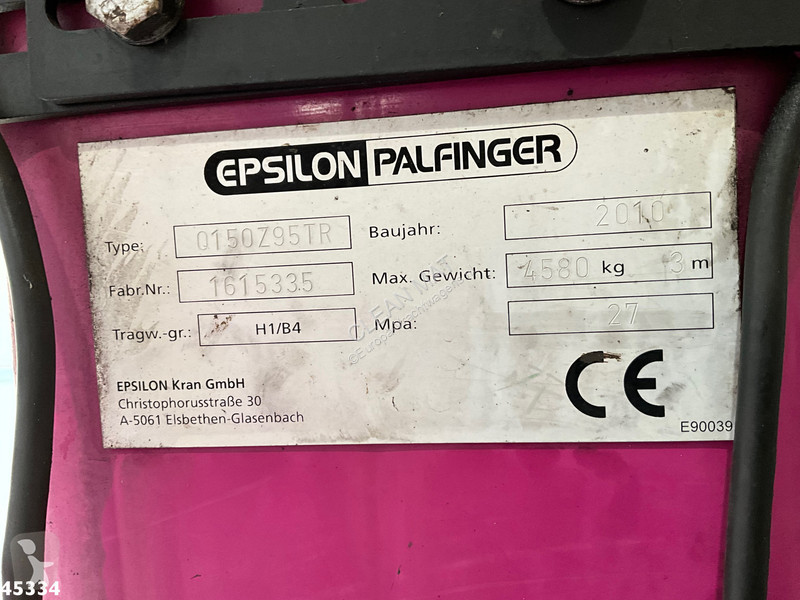 EPSILON PALFINGER
Type: Q150Z95TR
Baujahr: 2010
Fabr.Nr.: 1615335
Max. Gewicht: 4580 kg 3 m
Tragw.-gr.: H1/B4
Mpa: 27
EPSILON Kran GmbH
Christophorusstraße 30
A-5061 Elsbethen-Glasenbach
CE
E90039
45334